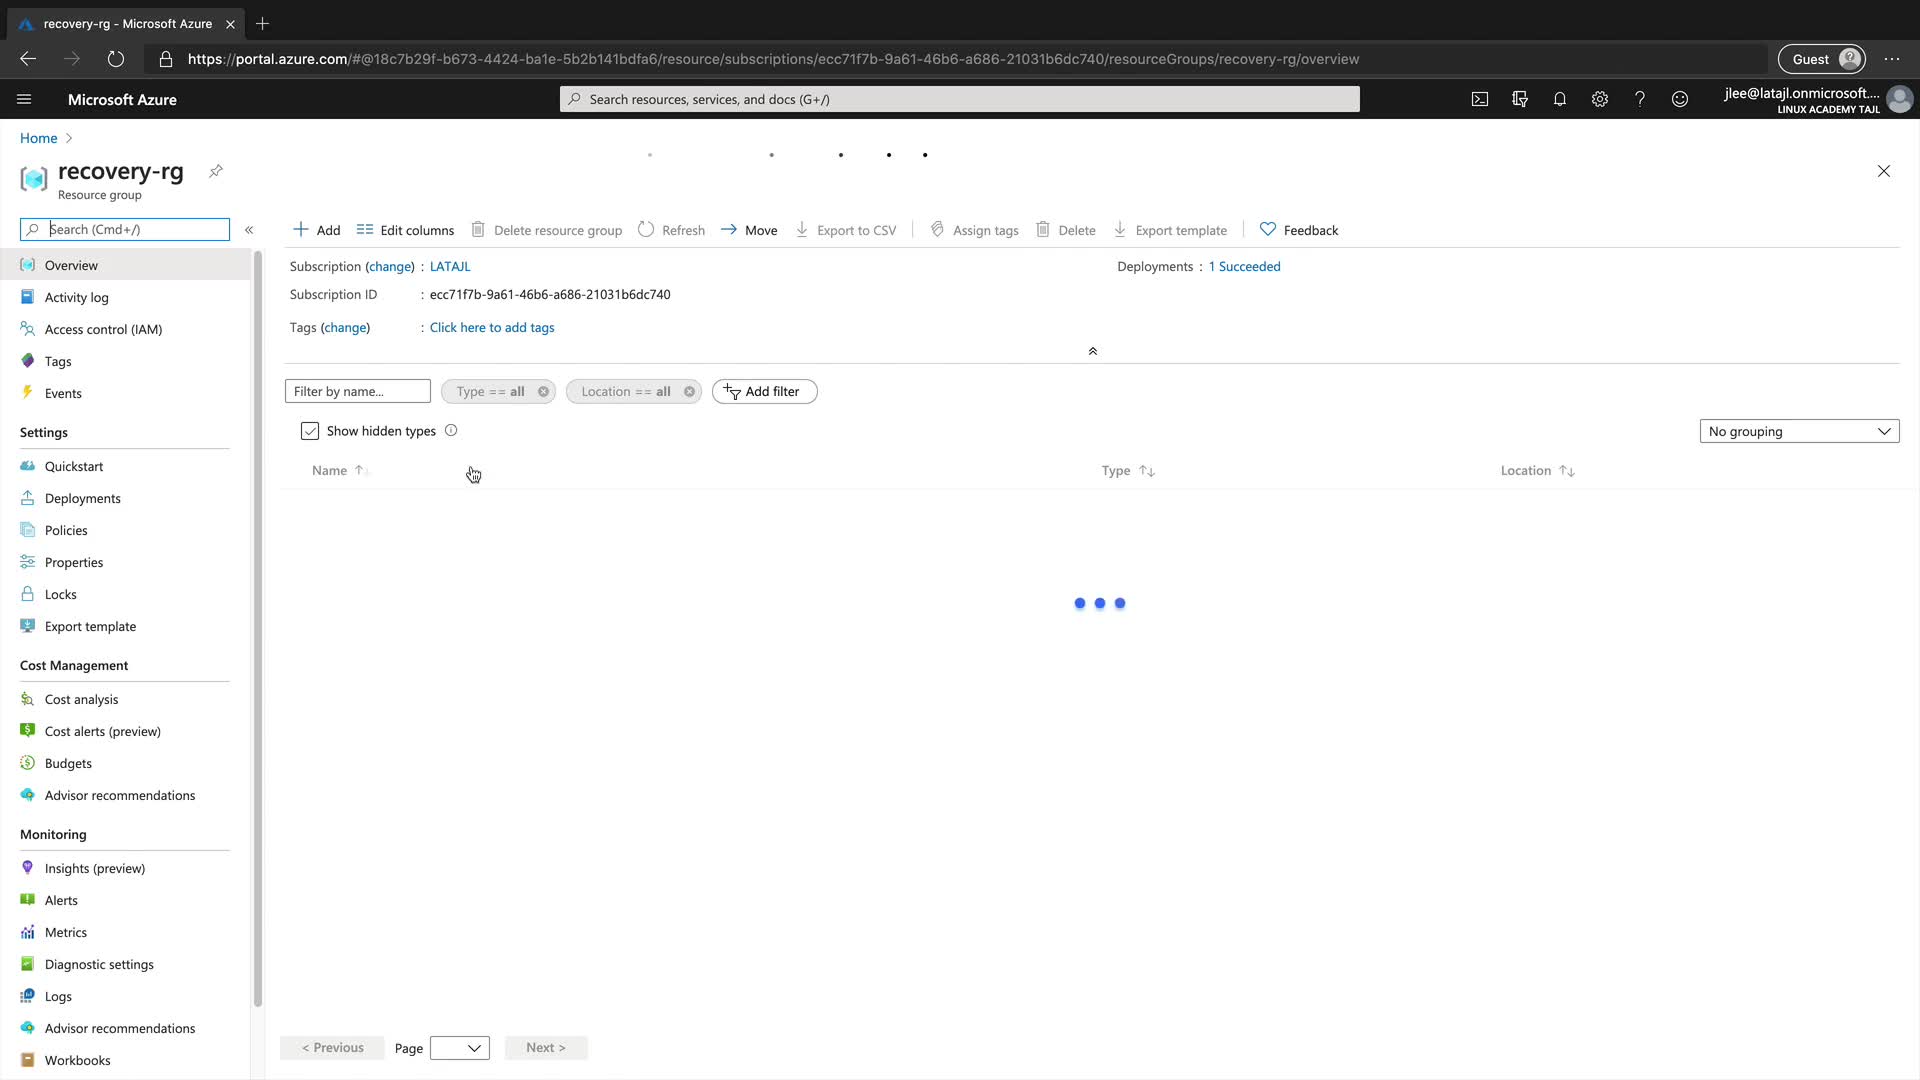 recovery-rg - Microsoft Azure
https://portal.azure.com/#@18c7b29f-b673-4424-ba1e-5b2b141bdfa6/resource/subscriptions/ecc71f7b-9a61-46b6-a686-21031b6dc740/resourceGroups/recovery-rg/overview
Guest
Microsoft Azure
Search resources, services, and docs (G+/)
jlee@latajl.onmicrosoft....
LINUX ACADEMY TAJL
Home
recovery-rg
Resource group
Search (Cmd+/)
«
Add
Edit columns
Delete resource group
Refresh
Move
Export to CSV
Assign tags
Delete
Export template
Feedback
Subscription (change) : LATAJL
Deployments : 1 Succeeded
Subscription ID : ecc71f7b-9a61-46b6-a686-21031b6dc740
Tags (change) : Click here to add tags
Filter by name...
Type == all
Location == all
Add filter
Show hidden types
No grouping
Name
Type
Location
Overview
Activity log
Access control (IAM)
Tags
Events
Settings
Quickstart
Deployments
Policies
Properties
Locks
Export template
Cost Management
Cost analysis
Cost alerts (preview)
Budgets
Advisor recommendations
Monitoring
Insights (preview)
Alerts
Metrics
Diagnostic settings
Logs
Advisor recommendations
Workbooks
< Previous
Page
Next >